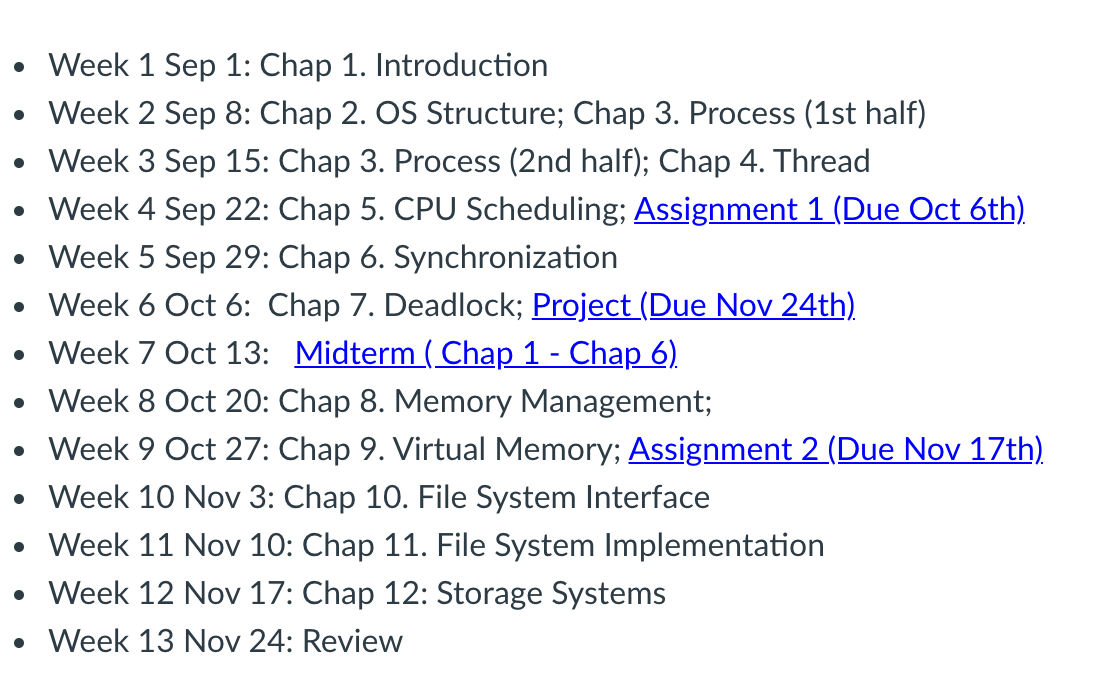 • Week 1 Sep 1: Chap 1. Introduction
• Week 2 Sep 8: Chap 2. OS Structure; Chap 3. Process (1st half)
• Week 3 Sep 15: Chap 3. Process (2nd half); Chap 4. Thread
• Week 4 Sep 22: Chap 5. CPU Scheduling; Assignment 1 (Due Oct 6th)
• Week 5 Sep 29: Chap 6. Synchronization
• Week 6 Oct 6:  Chap 7. Deadlock; Project (Due Nov 24th)
• Week 7 Oct 13:   Midterm ( Chap 1 - Chap 6)
• Week 8 Oct 20: Chap 8. Memory Management;
• Week 9 Oct 27: Chap 9. Virtual Memory; Assignment 2 (Due Nov 17th)
• Week 10 Nov 3: Chap 10. File System Interface
• Week 11 Nov 10: Chap 11. File System Implementation
• Week 12 Nov 17: Chap 12: Storage Systems
• Week 13 Nov 24: Review